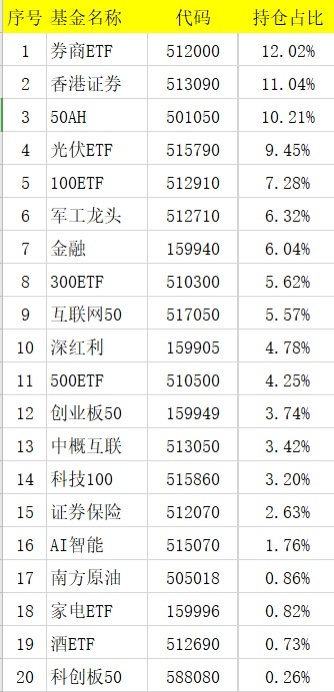 序号 基金名称 代码 持仓占比
1 券商ETF 512000 12.02%
2 香港证券 513090 11.04%
3 50AH 501050 10.21%
4 光伏ETF 515790 9.45%
5 100ETF 512910 7.28%
6 军工龙头 512710 6.32%
7 金融 159940 6.04%
8 300ETF 510300 5.62%
9 互联网50 517050 5.57%
10 深红利 159905 4.78%
11 500ETF 510500 4.25%
12 创业板50 159949 3.74%
13 中概互联 513050 3.42%
14 科技100 515860 3.20%
15 证券保险 512070 2.63%
16 AI智能 515070 1.76%
17 南方原油 505018 0.86%
18 家电ETF 159996 0.82%
19 酒ETF 512690 0.73%
20 科创板50 588080 0.26%